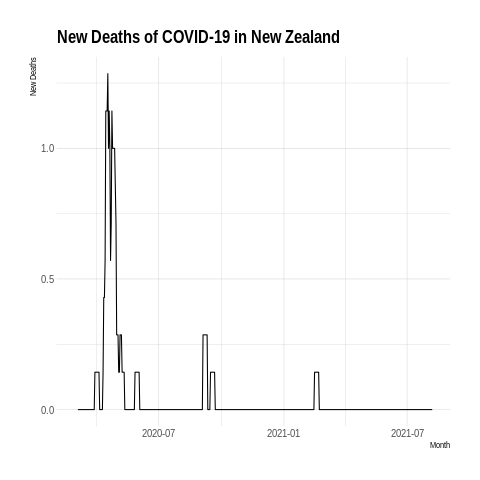 New Deaths of COVID-19 in New Zealand
New Deaths
1.0
0.5
0.0
2020-07 2021-01 2021-07
Month